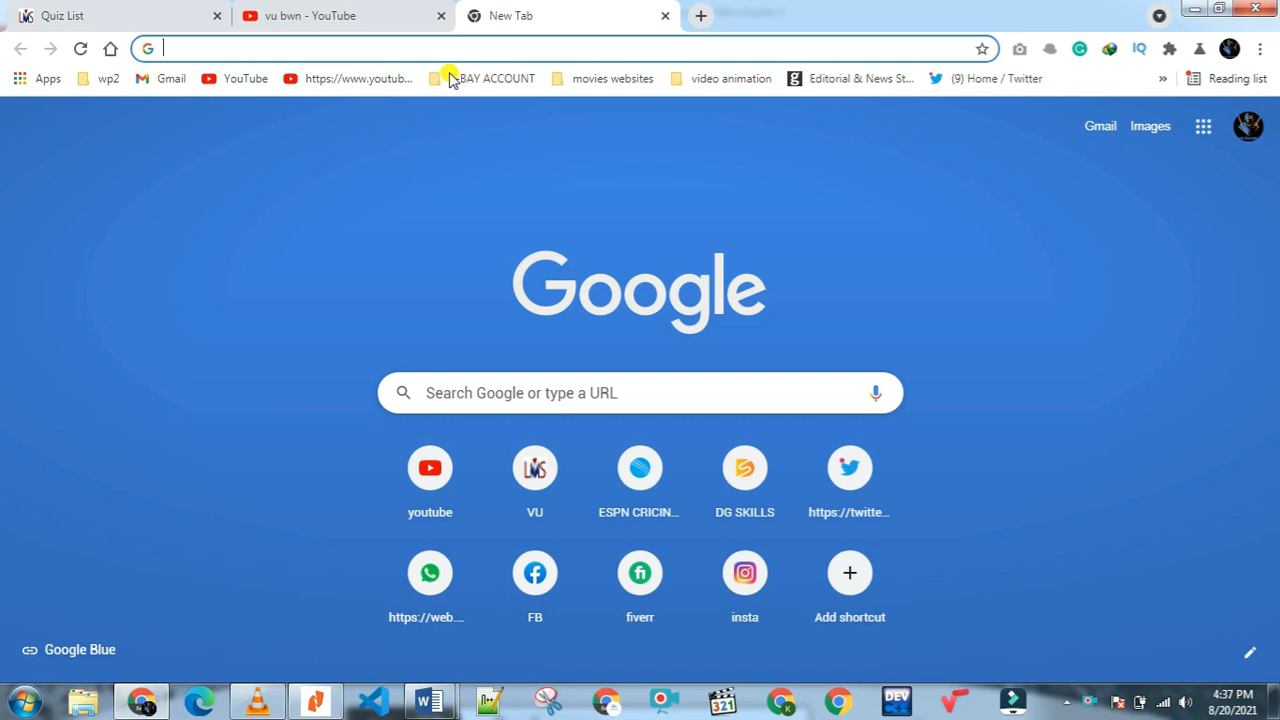 Quiz List
vu bwn - YouTube
New Tab
Apps
wp2
Gmail
YouTube
https://www.youtub...
BAY ACCOUNT
movies websites
video animation
Editorial & News St...
(9) Home / Twitter
»
Reading list
Gmail
Images
Google
Search Google or type a URL
youtube
VU
ESPN CRICIN...
DG SKILLS
https://twitte...
https://web....
FB
fiverr
insta
Add shortcut
Google Blue
4:37 PM
8/20/2021